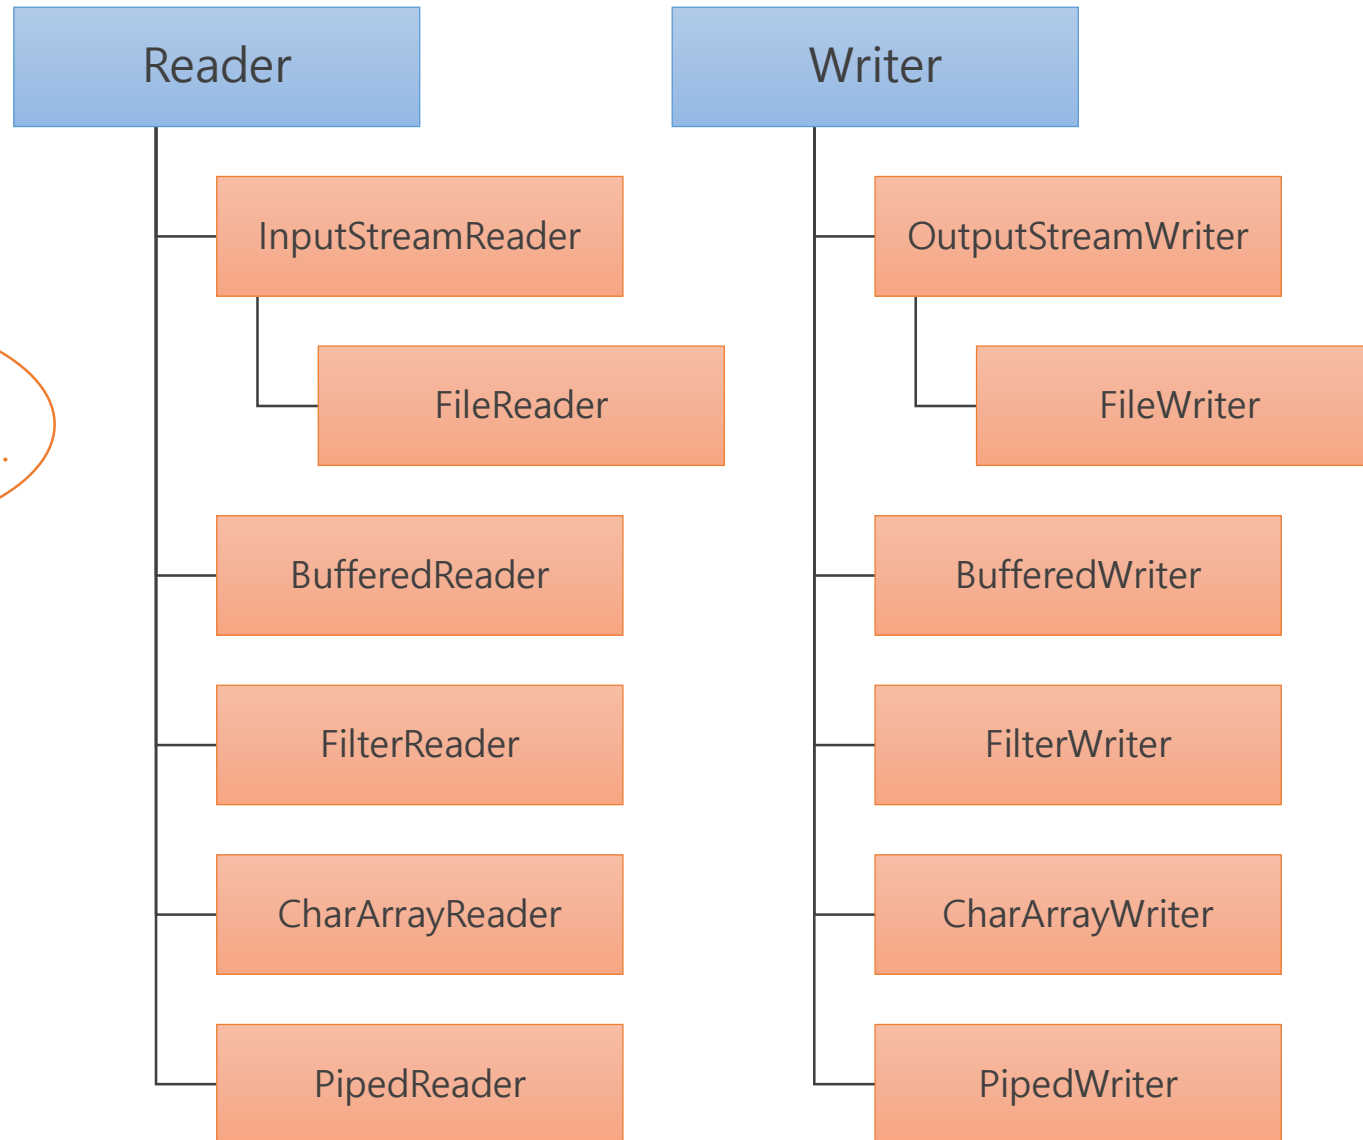 Reader
InputStreamReader
FileReader
BufferedReader
FilterReader
CharArrayReader
PipedReader
Writer
OutputStreamWriter
FileWriter
BufferedWriter
FilterWriter
CharArrayWriter
PipedWriter
.